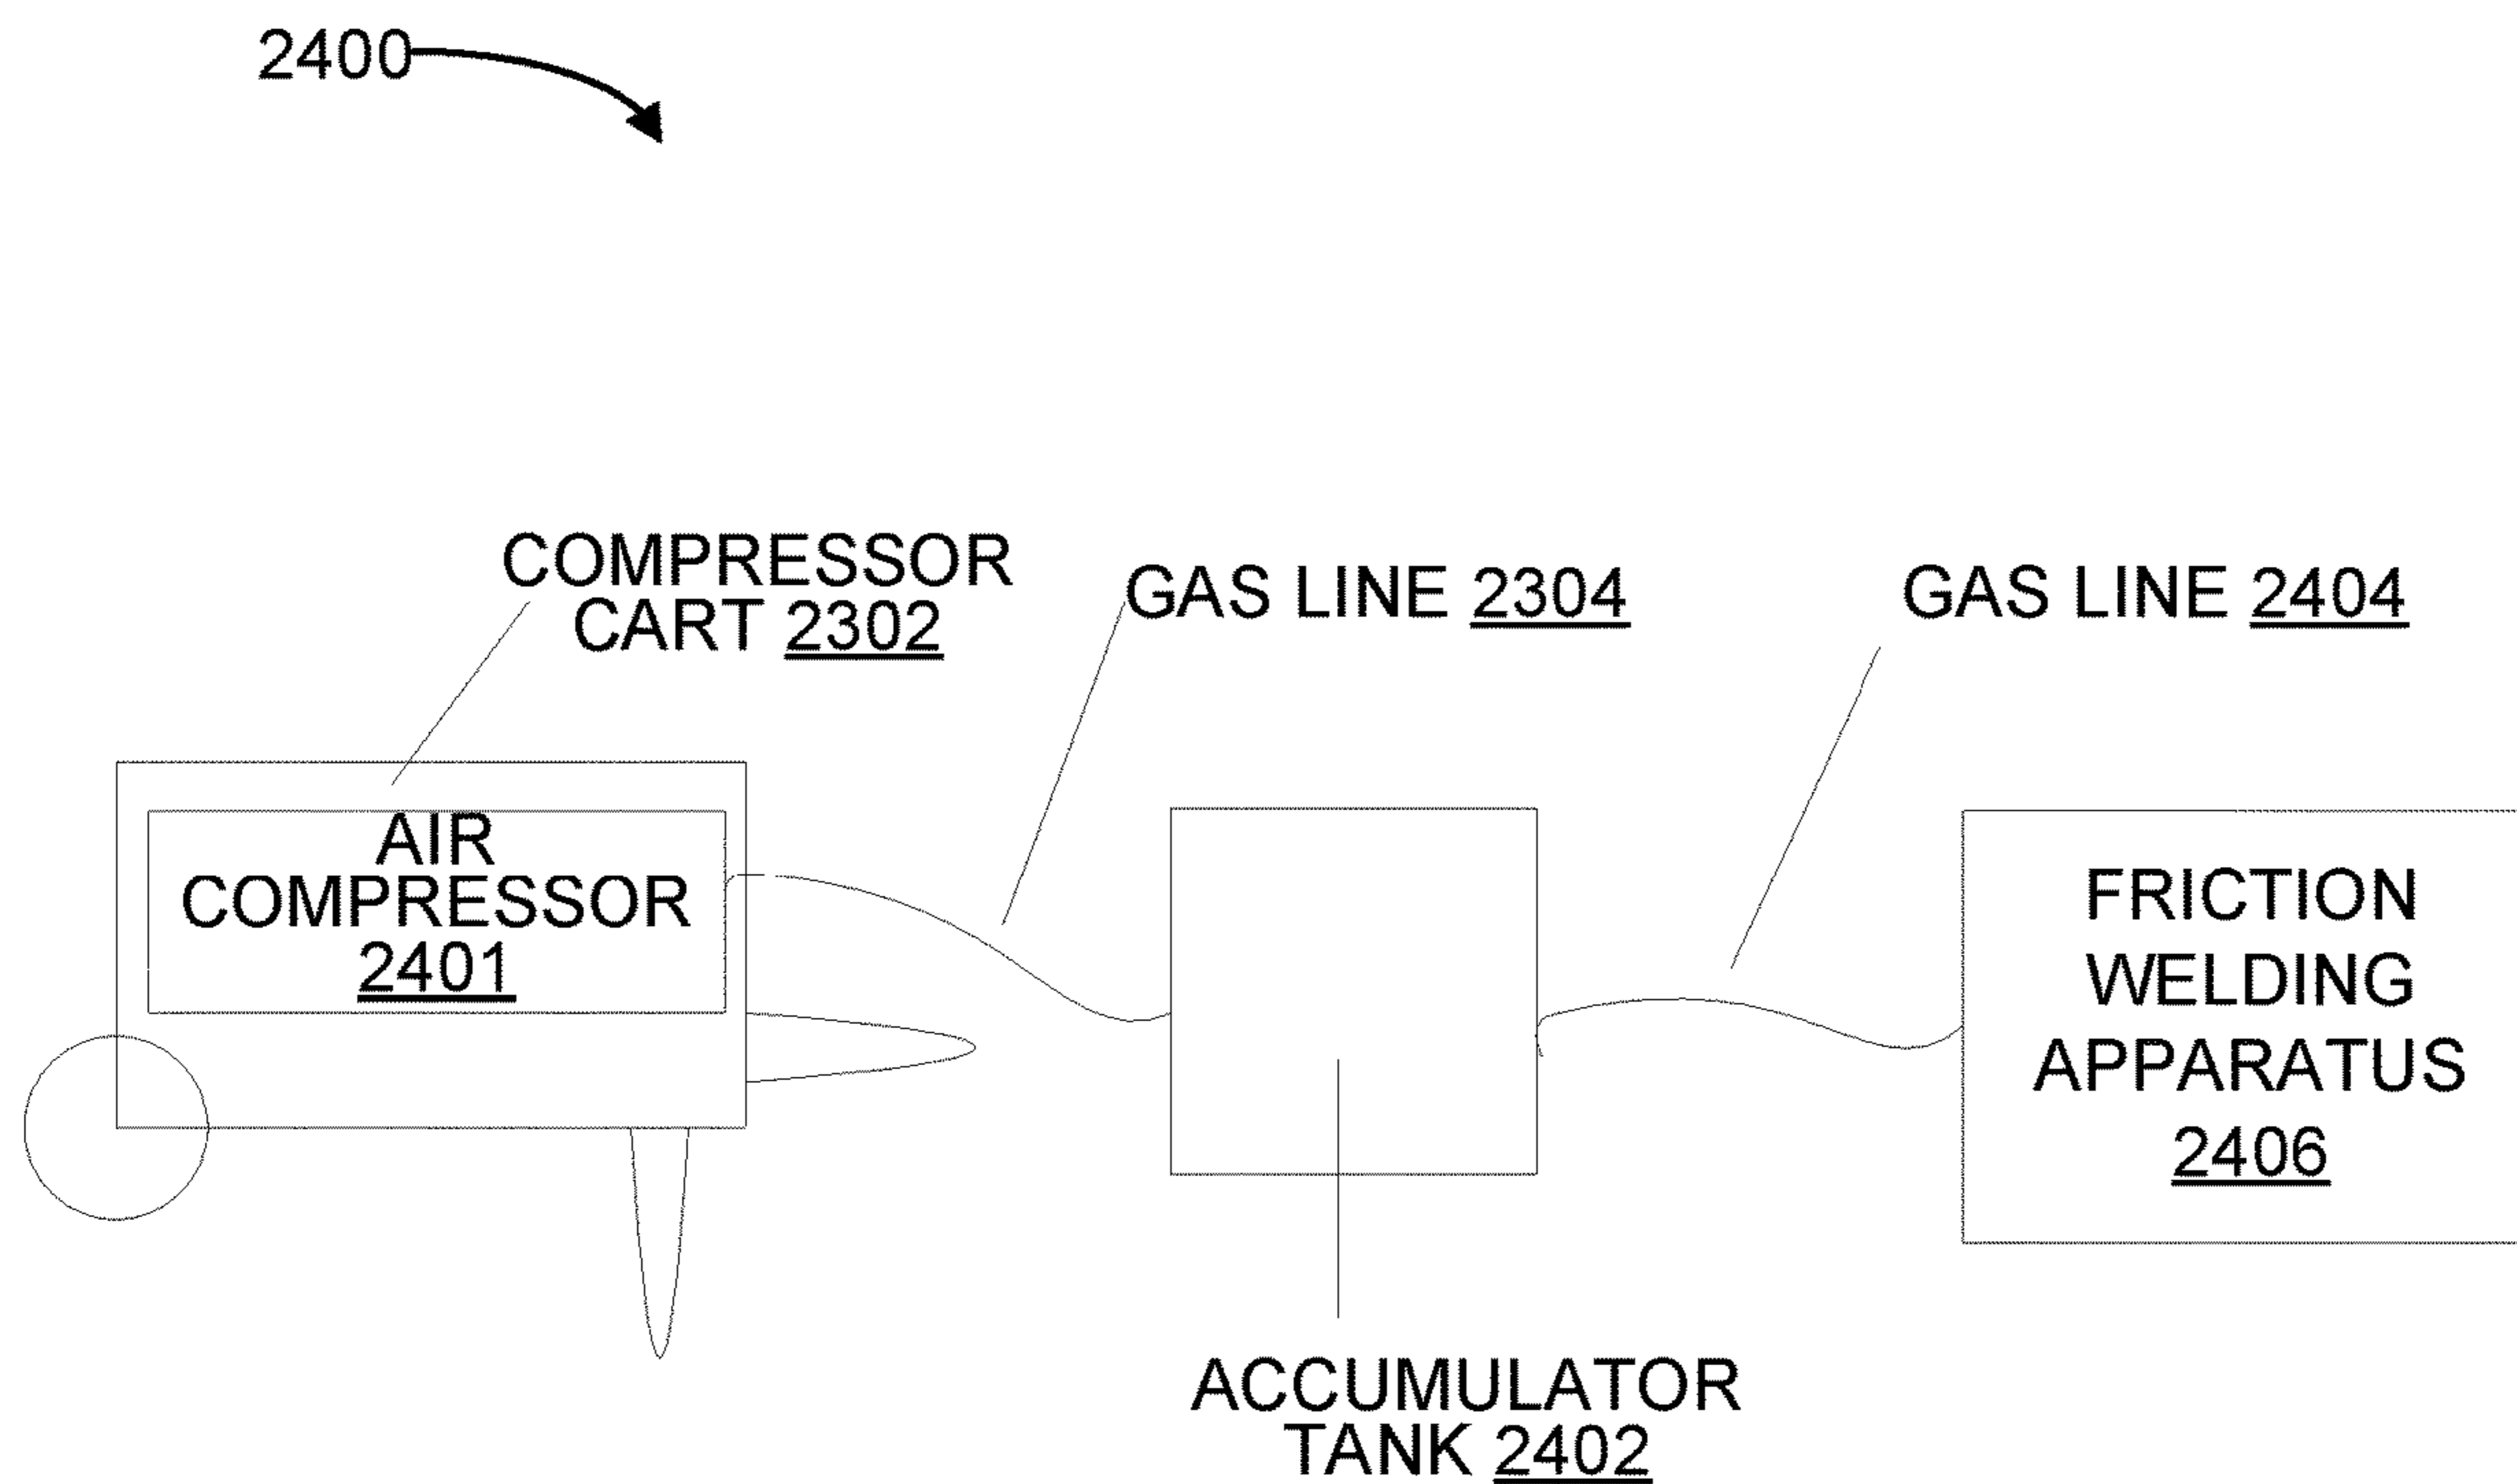 2400
COMPRESSOR
CART 2302
GAS LINE 2304
GAS LINE 2404
AIR
COMPRESSOR
2401
FRICTION
WELDING
APPARATUS
2406
ACCUMULATOR
TANK 2402